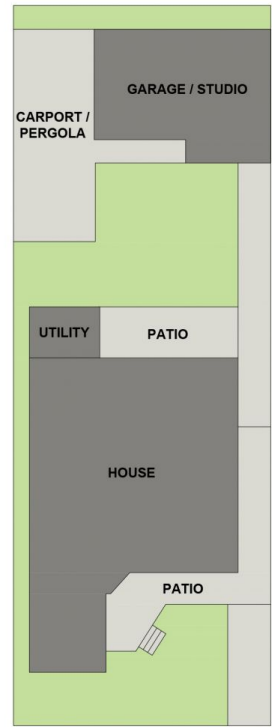 GARAGE / STUDIO
CARPORT /
PERGOLA
UTILITY
PATIO
HOUSE
PATIO